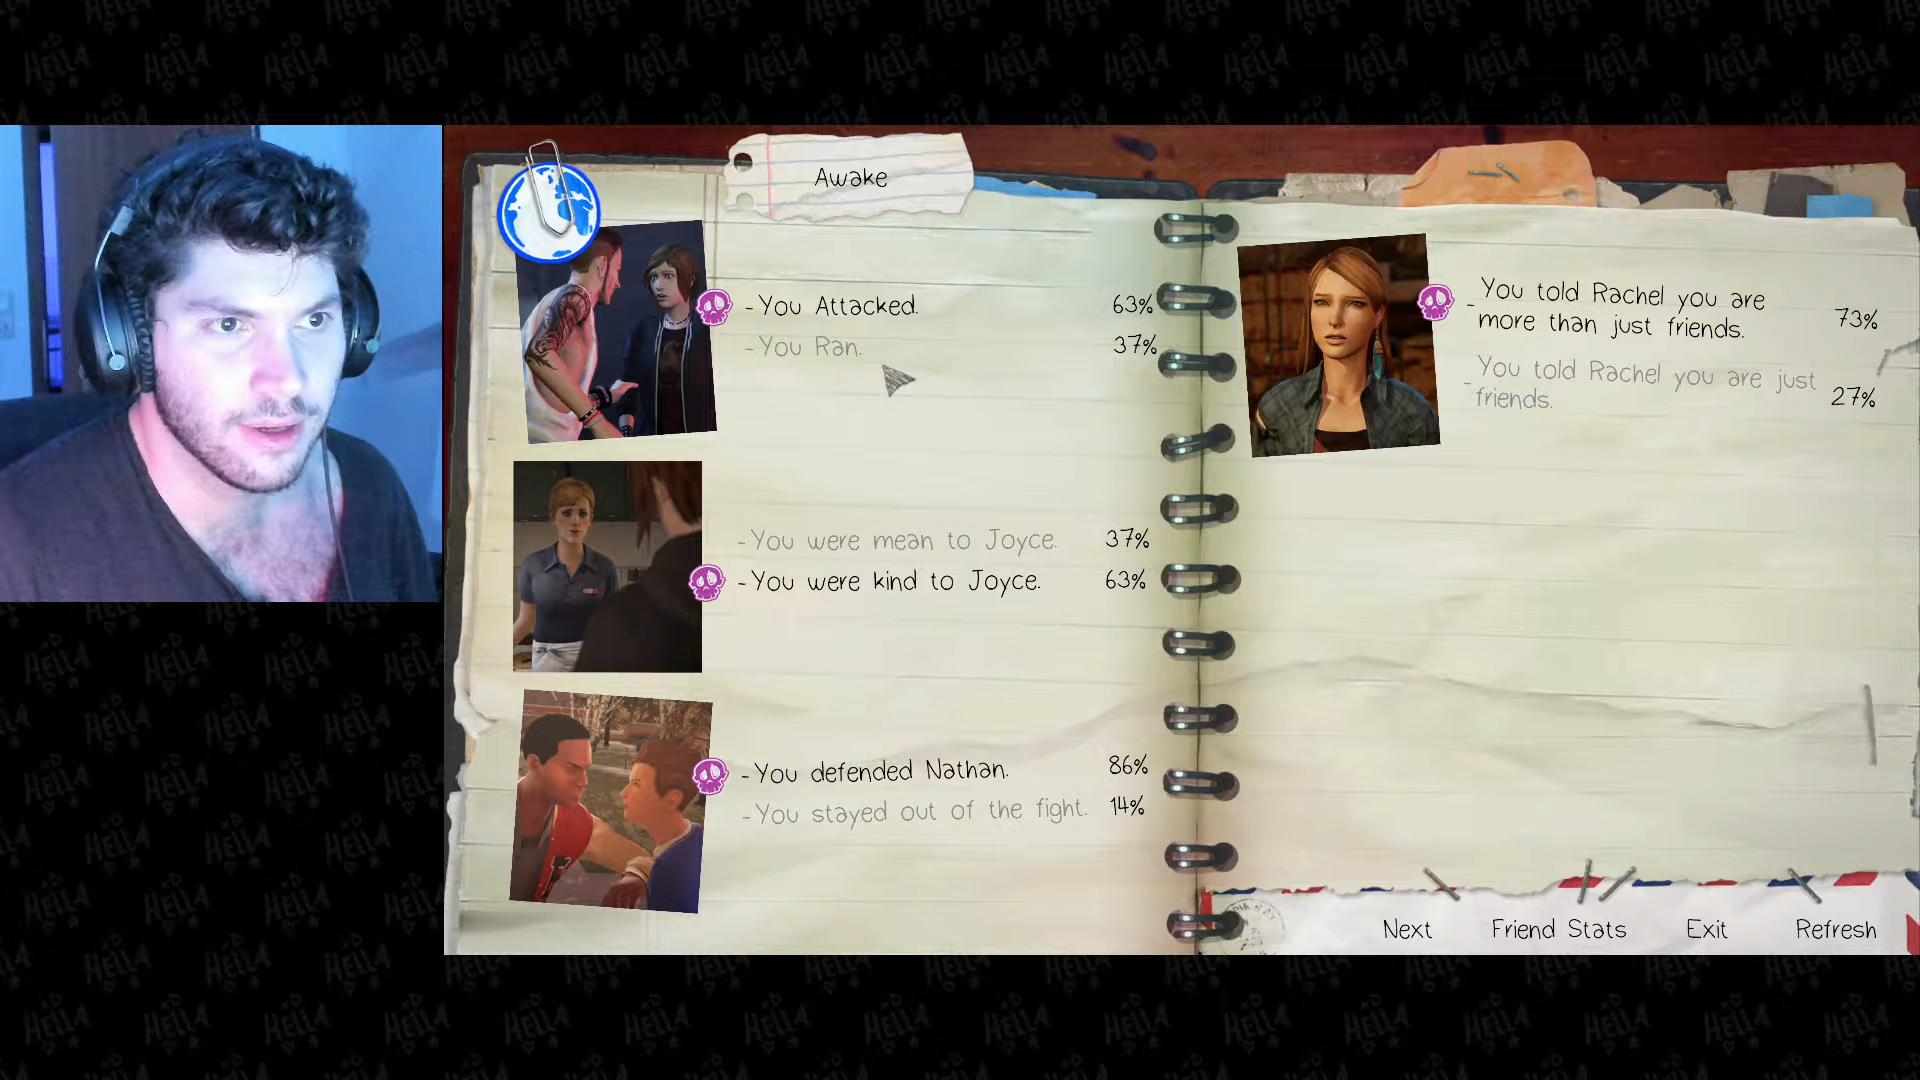 Awake
-You Attacked. 63%
-You Ran. 37%
-You were mean to Joyce. 37%
-You were kind to Joyce. 63%
-You defended Nathan. 86%
-You stayed out of the fight. 14%
-You told Rachel you are
more than just friends. 73%
-You told Rachel you are just
friends. 27%
Next Friend Stats Exit Refresh
HELLA